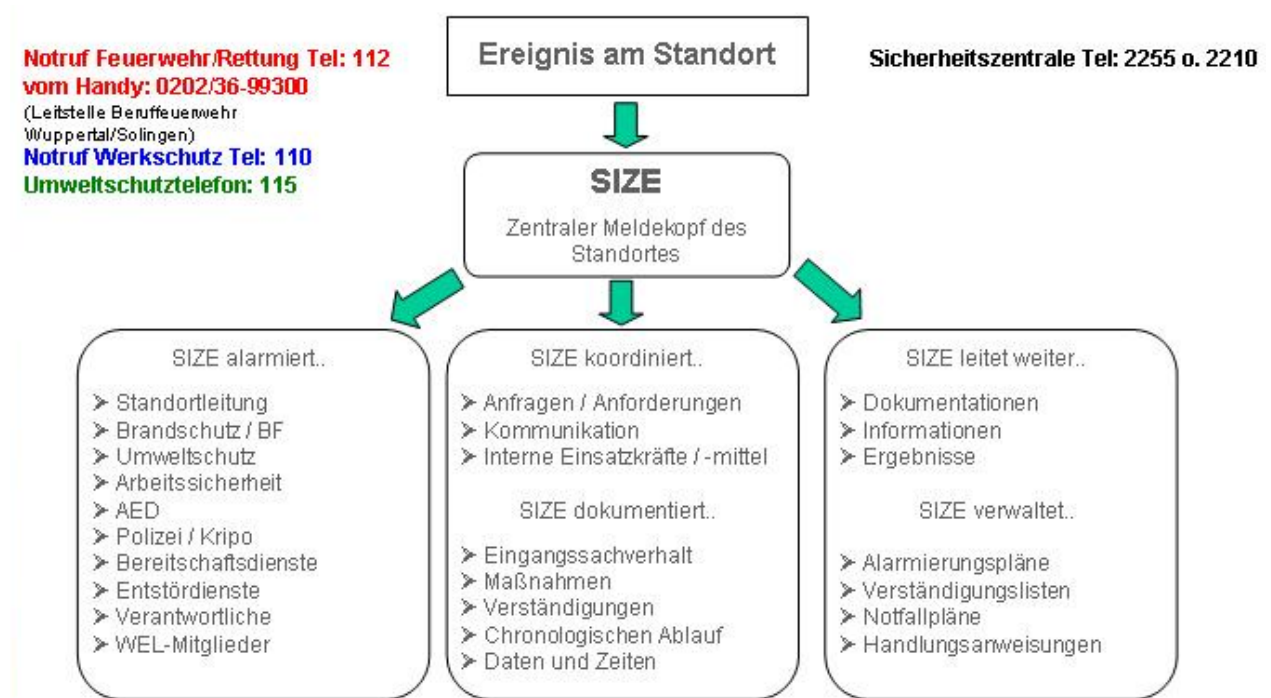 Notruf Feuerwehr/Rettung Tel: 112
vom Handy: 0202/36-99300
(Leitstelle Beruffeuerwehr
Wuppertal/Solingen)
Notruf Werkschutz Tel: 110
Umweltschutztelefon: 115
Ereignis am Standort
Sicherheitszentrale Tel: 2255 o. 2210
SIZE
Zentraler Meldekopf des
Standortes
SIZE alarmiert..
➢ Standortleitung
➢ Brandschutz / BF
➢ Umweltschutz
➢ Arbeitssicherheit
➢ AED
➢ Polizei / Kripo
➢ Bereitschaftsdienste
➢ Entstördienste
➢ Verantwortliche
➢ WEL-Mitglieder
SIZE koordiniert..
➢ Anfragen / Anforderungen
➢ Kommunikation
➢ Interne Einsatzkräfte / -mittel
SIZE dokumentiert..
➢ Eingangssachverhalt
➢ Maßnahmen
➢ Verständigungen
➢ Chronologischen Ablauf
➢ Daten und Zeiten
SIZE leitet weiter..
➢ Dokumentationen
➢ Informationen
➢ Ergebnisse
SIZE verwaltet..
➢ Alarmierungspläne
➢ Verständigungslisten
➢ Notfallpläne
➢ Handlungsanweisungen